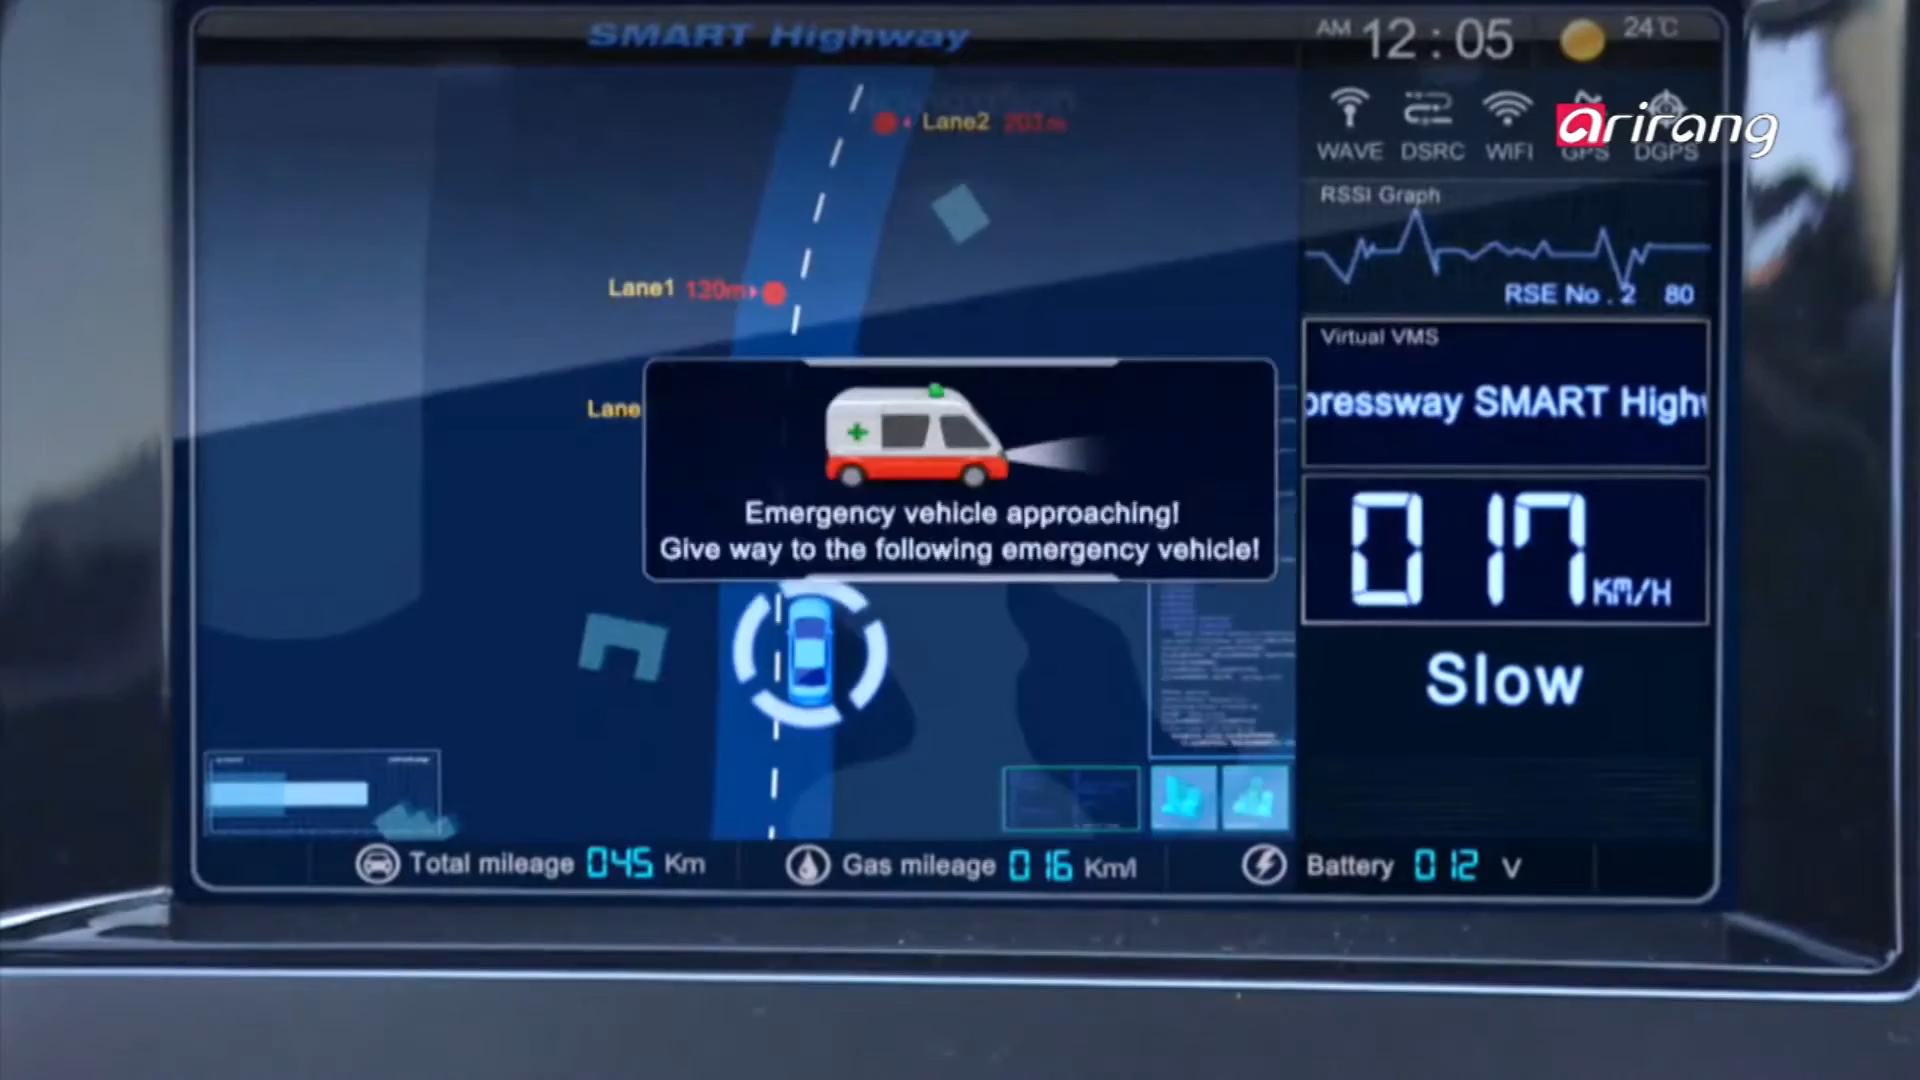 SMART Highway
AM 12:05 24℃
Lane2 203m
WAVE DSRC WIFI GPS DGPS
arirang
RSSI Graph
RSE No . 2 80
Lane1 130m
Virtual VMS
pressway SMART High
Lane
Emergency vehicle approaching!
Give way to the following emergency vehicle!
017 KM/H
Slow
Total mileage 045 Km
Gas mileage 016 Km/l
Battery 012 V